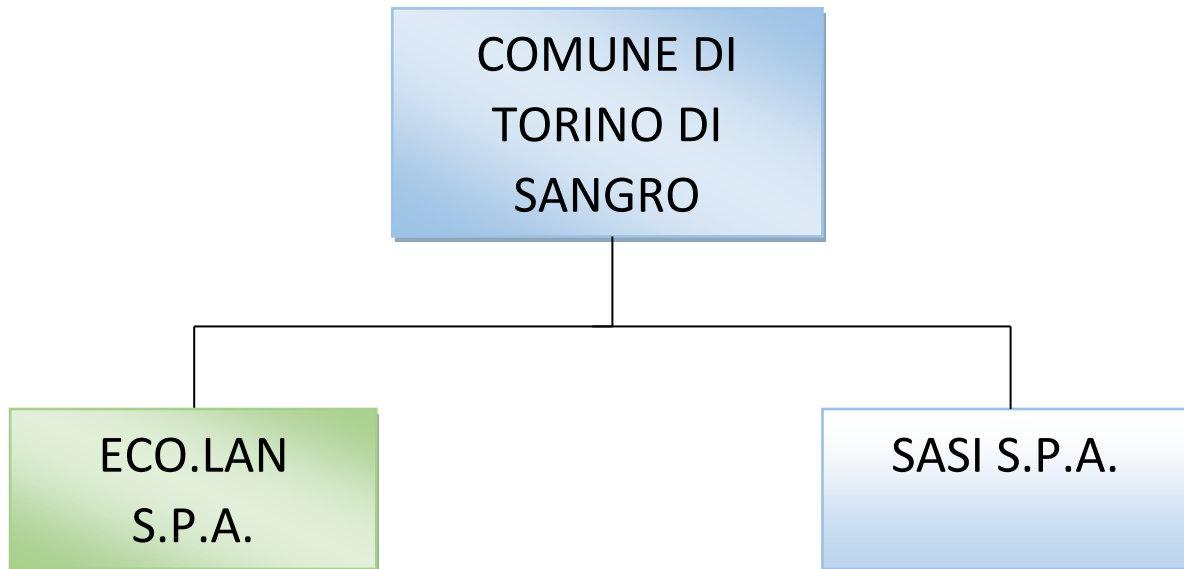 COMUNE DI
TORINO DI
SANGRO
ECO.LAN
S.P.A.
SASI S.P.A.